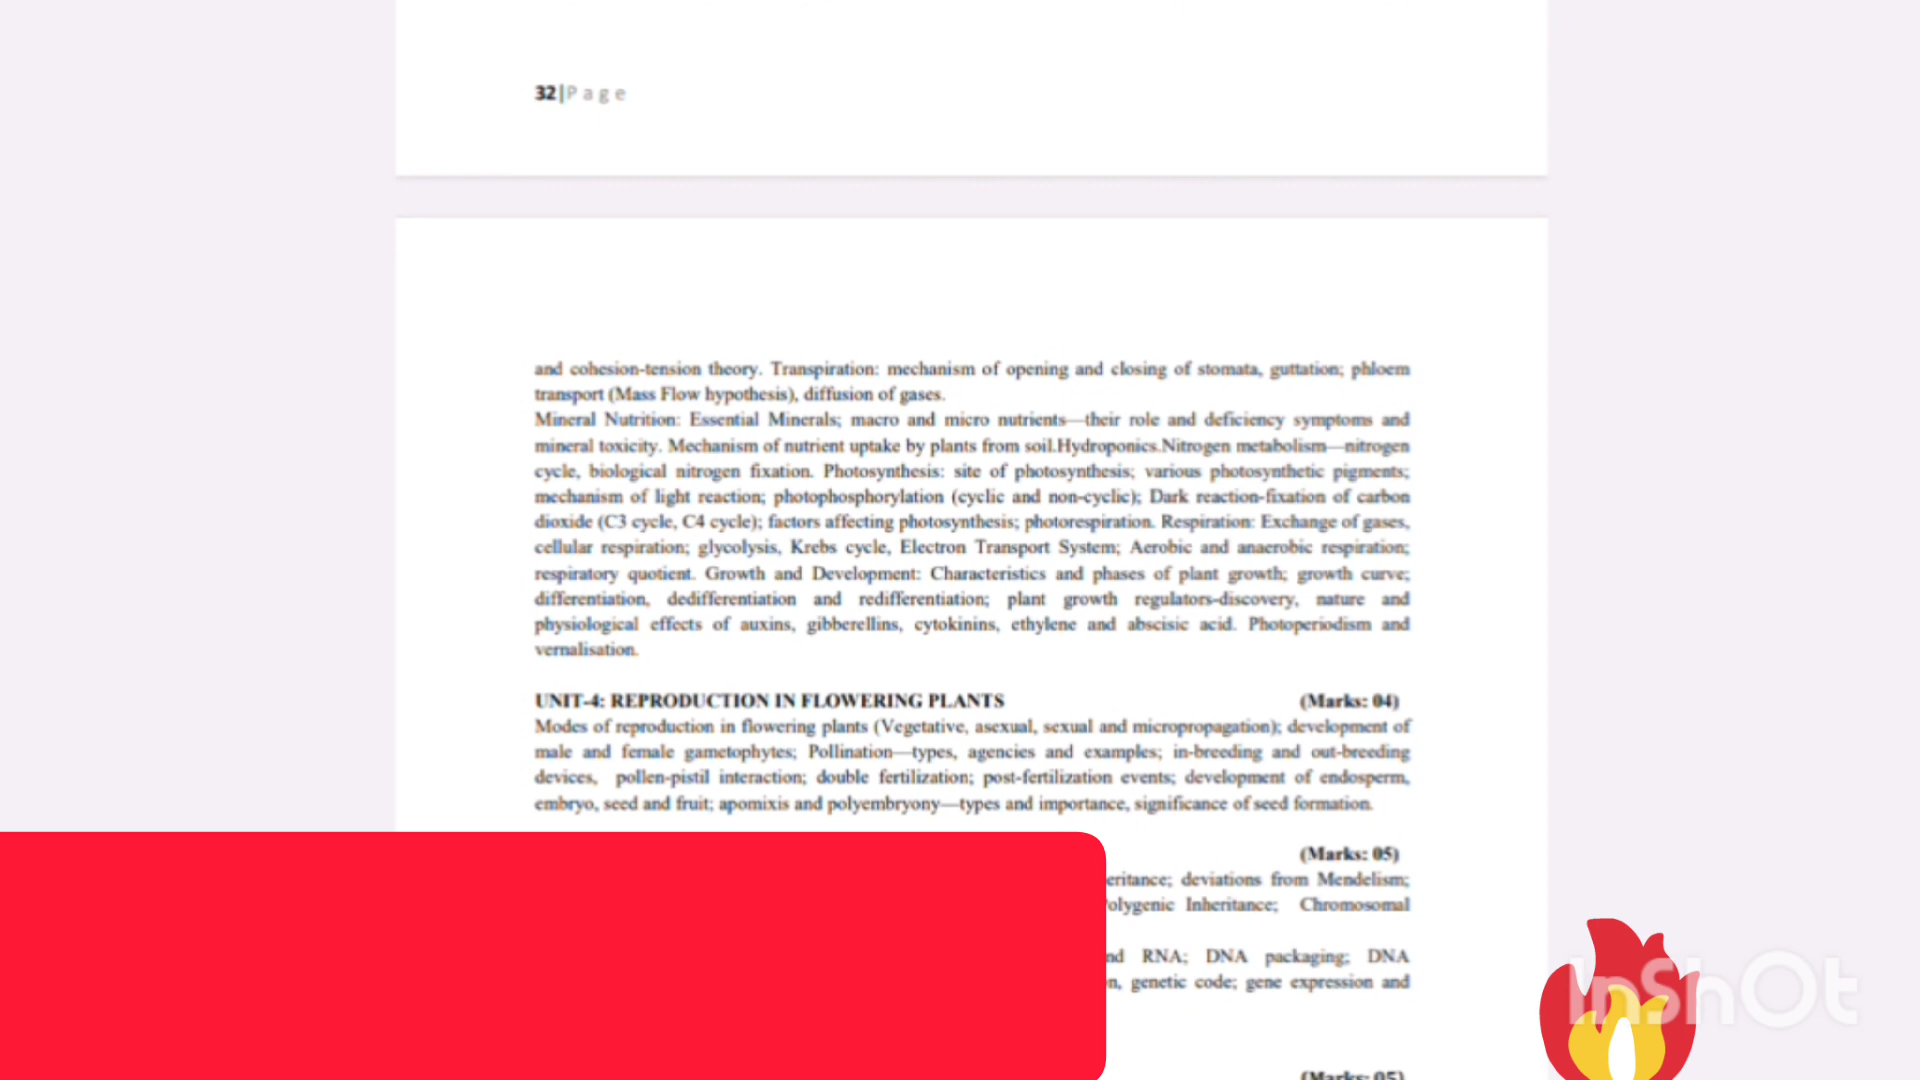 32|Page
and cohesion-tension theory. Transpiration: mechanism of opening and closing of stomata, guttation; phloem
transport (Mass Flow hypothesis), diffusion of gases.
Mineral Nutrition: Essential Minerals; macro and micro nutrients—their role and deficiency symptoms and
mineral toxicity. Mechanism of nutrient uptake by plants from soil.Hydroponics.Nitrogen metabolism—nitrogen
cycle, biological nitrogen fixation. Photosynthesis: site of photosynthesis; various photosynthetic pigments;
mechanism of light reaction; photophosphorylation (cyclic and non-cyclic); Dark reaction-fixation of carbon
dioxide (C3 cycle, C4 cycle); factors affecting photosynthesis; photorespiration. Respiration: Exchange of gases,
cellular respiration; glycolysis, Krebs cycle, Electron Transport System; Aerobic and anaerobic respiration;
respiratory quotient. Growth and Development: Characteristics and phases of plant growth; growth curve;
differentiation, dedifferentiation and redifferentiation; plant growth regulators-discovery, nature and
physiological effects of auxins, gibberellins, cytokinins, ethylene and abscisic acid. Photoperiodism and
vernalisation.
UNIT-4: REPRODUCTION IN FLOWERING PLANTS (Marks: 04)
Modes of reproduction in flowering plants (Vegetative, asexual, sexual and micropropagation); development of
male and female gametophytes; Pollination—types, agencies and examples; in-breeding and out-breeding
devices, pollen-pistil interaction; double fertilization; post-fertilization events; development of endosperm,
embryo, seed and fruit; apomixis and polyembryony—types and importance, significance of seed formation.
(Marks: 05)
eritance; deviations from Mendelism;
olygenic Inheritance; Chromosomal
nd RNA; DNA packaging; DNA
n, genetic code; gene expression and
(Marks: 05)
InShOt